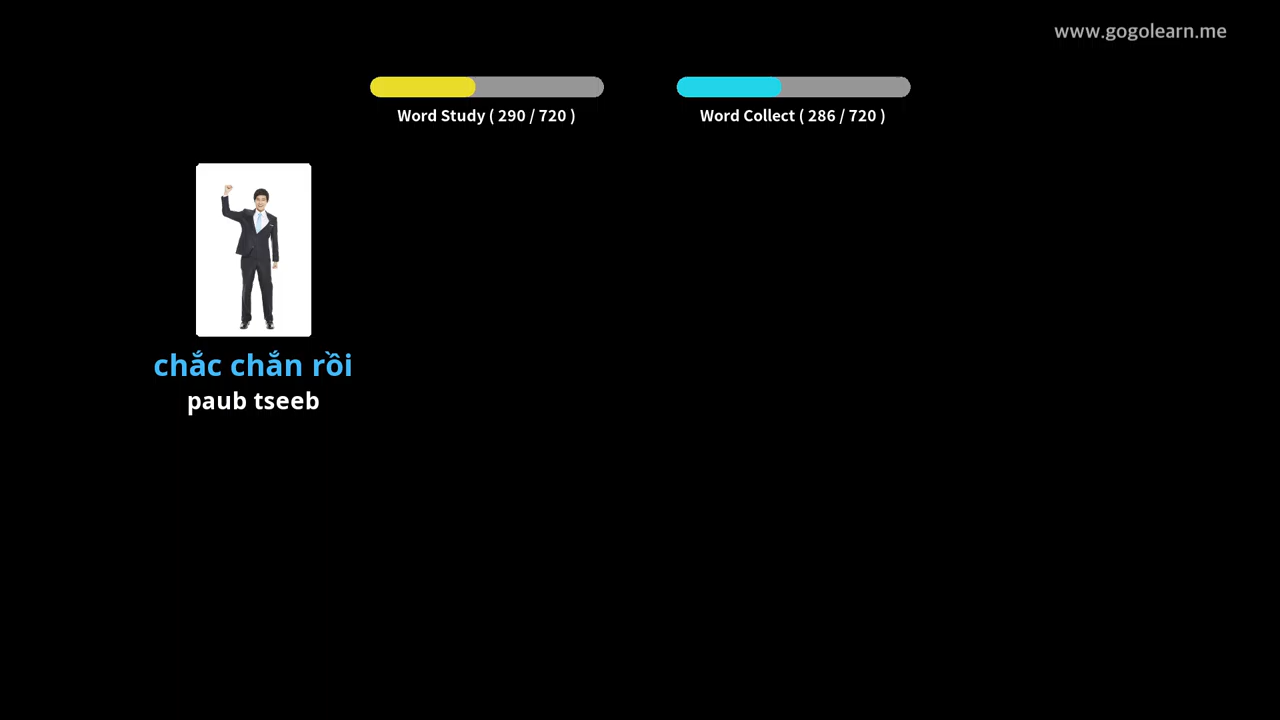 www.gogolearn.me
Word Study ( 290 / 720 )
Word Collect ( 286 / 720 )
chắc chắn rồi
paub tseeb